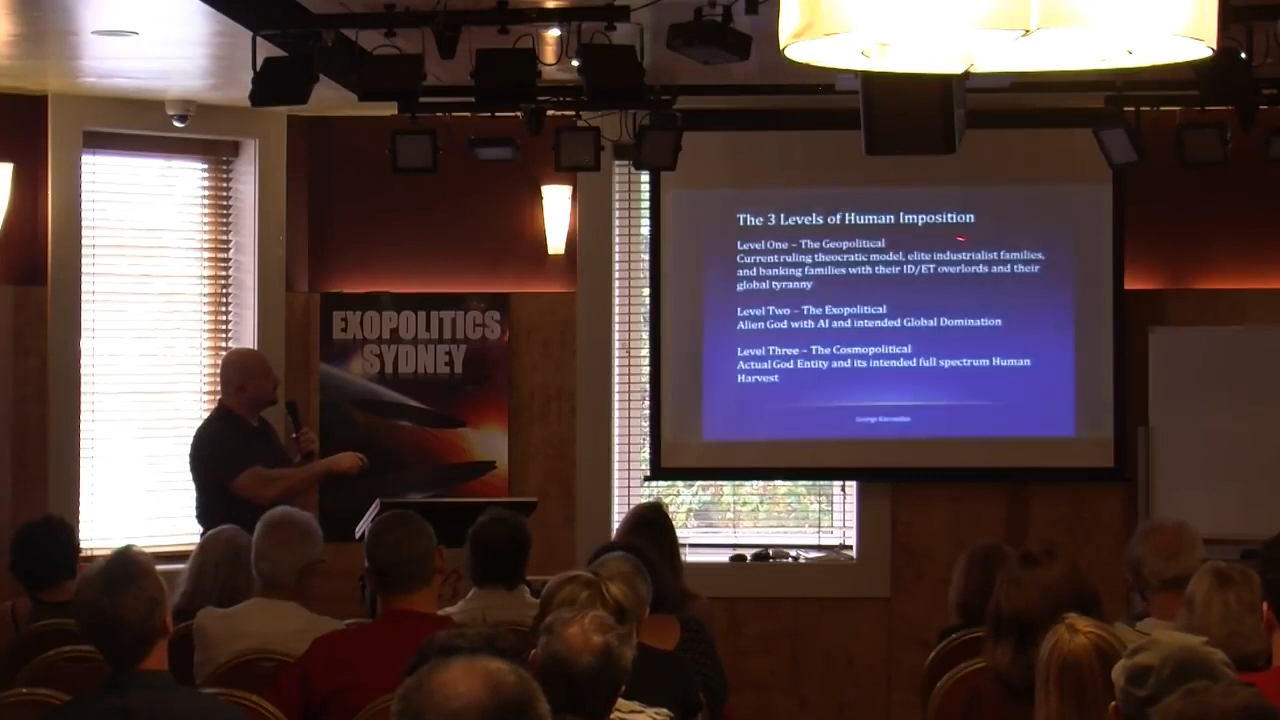 EXOPOLITICS
SYDNEY
The 3 Levels of Human Imposition
Level One – The Geopolitical
Current ruling theocratic model, elite industrialist families,
and banking families with their ID/ET overlords and their
global tyranny
Level Two – The Exopolitical
Alien God with AI and intended Global Domination
Level Three – The Cosmopolitical
Actual God Entity and its intended full spectrum Human
Harvest
George